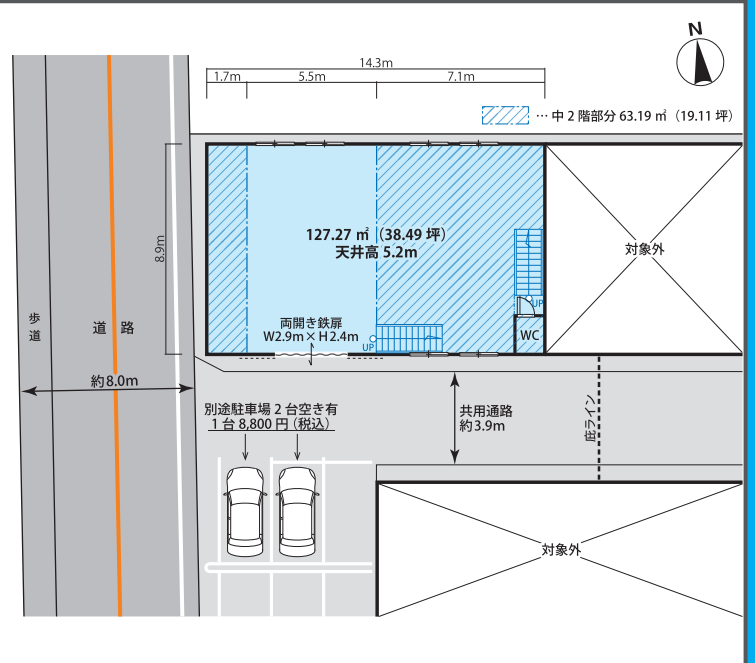 N
14.3m
1.7m
5.5m
7.1m
… 中2階部分 63.19 ㎡（19.11 坪）
8.9m
127.27 ㎡（38.49 坪）
天井高 5.2m
対象外
UP
WC
両開き鉄扉
W2.9m×H2.4m
UP
歩道
道路
約8.0m
別途駐車場2台空き有
1台 8,800円（税込）
共用通路
約3.9m
庇ライン
対象外